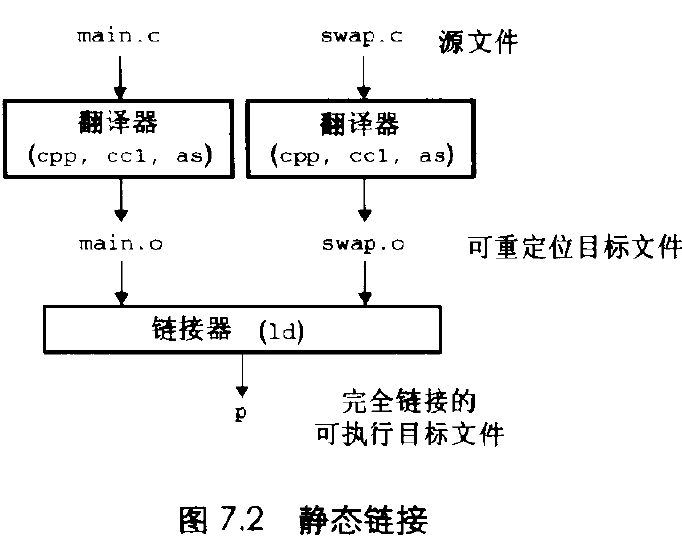 main.c swap.c 源文件
翻译器 翻译器
(cpp, cc1, as) (cpp, cc1, as)
main.o swap.o 可重定位目标文件
链接器 (ld)
p 完全链接的
可执行目标文件
图 7.2 静态链接